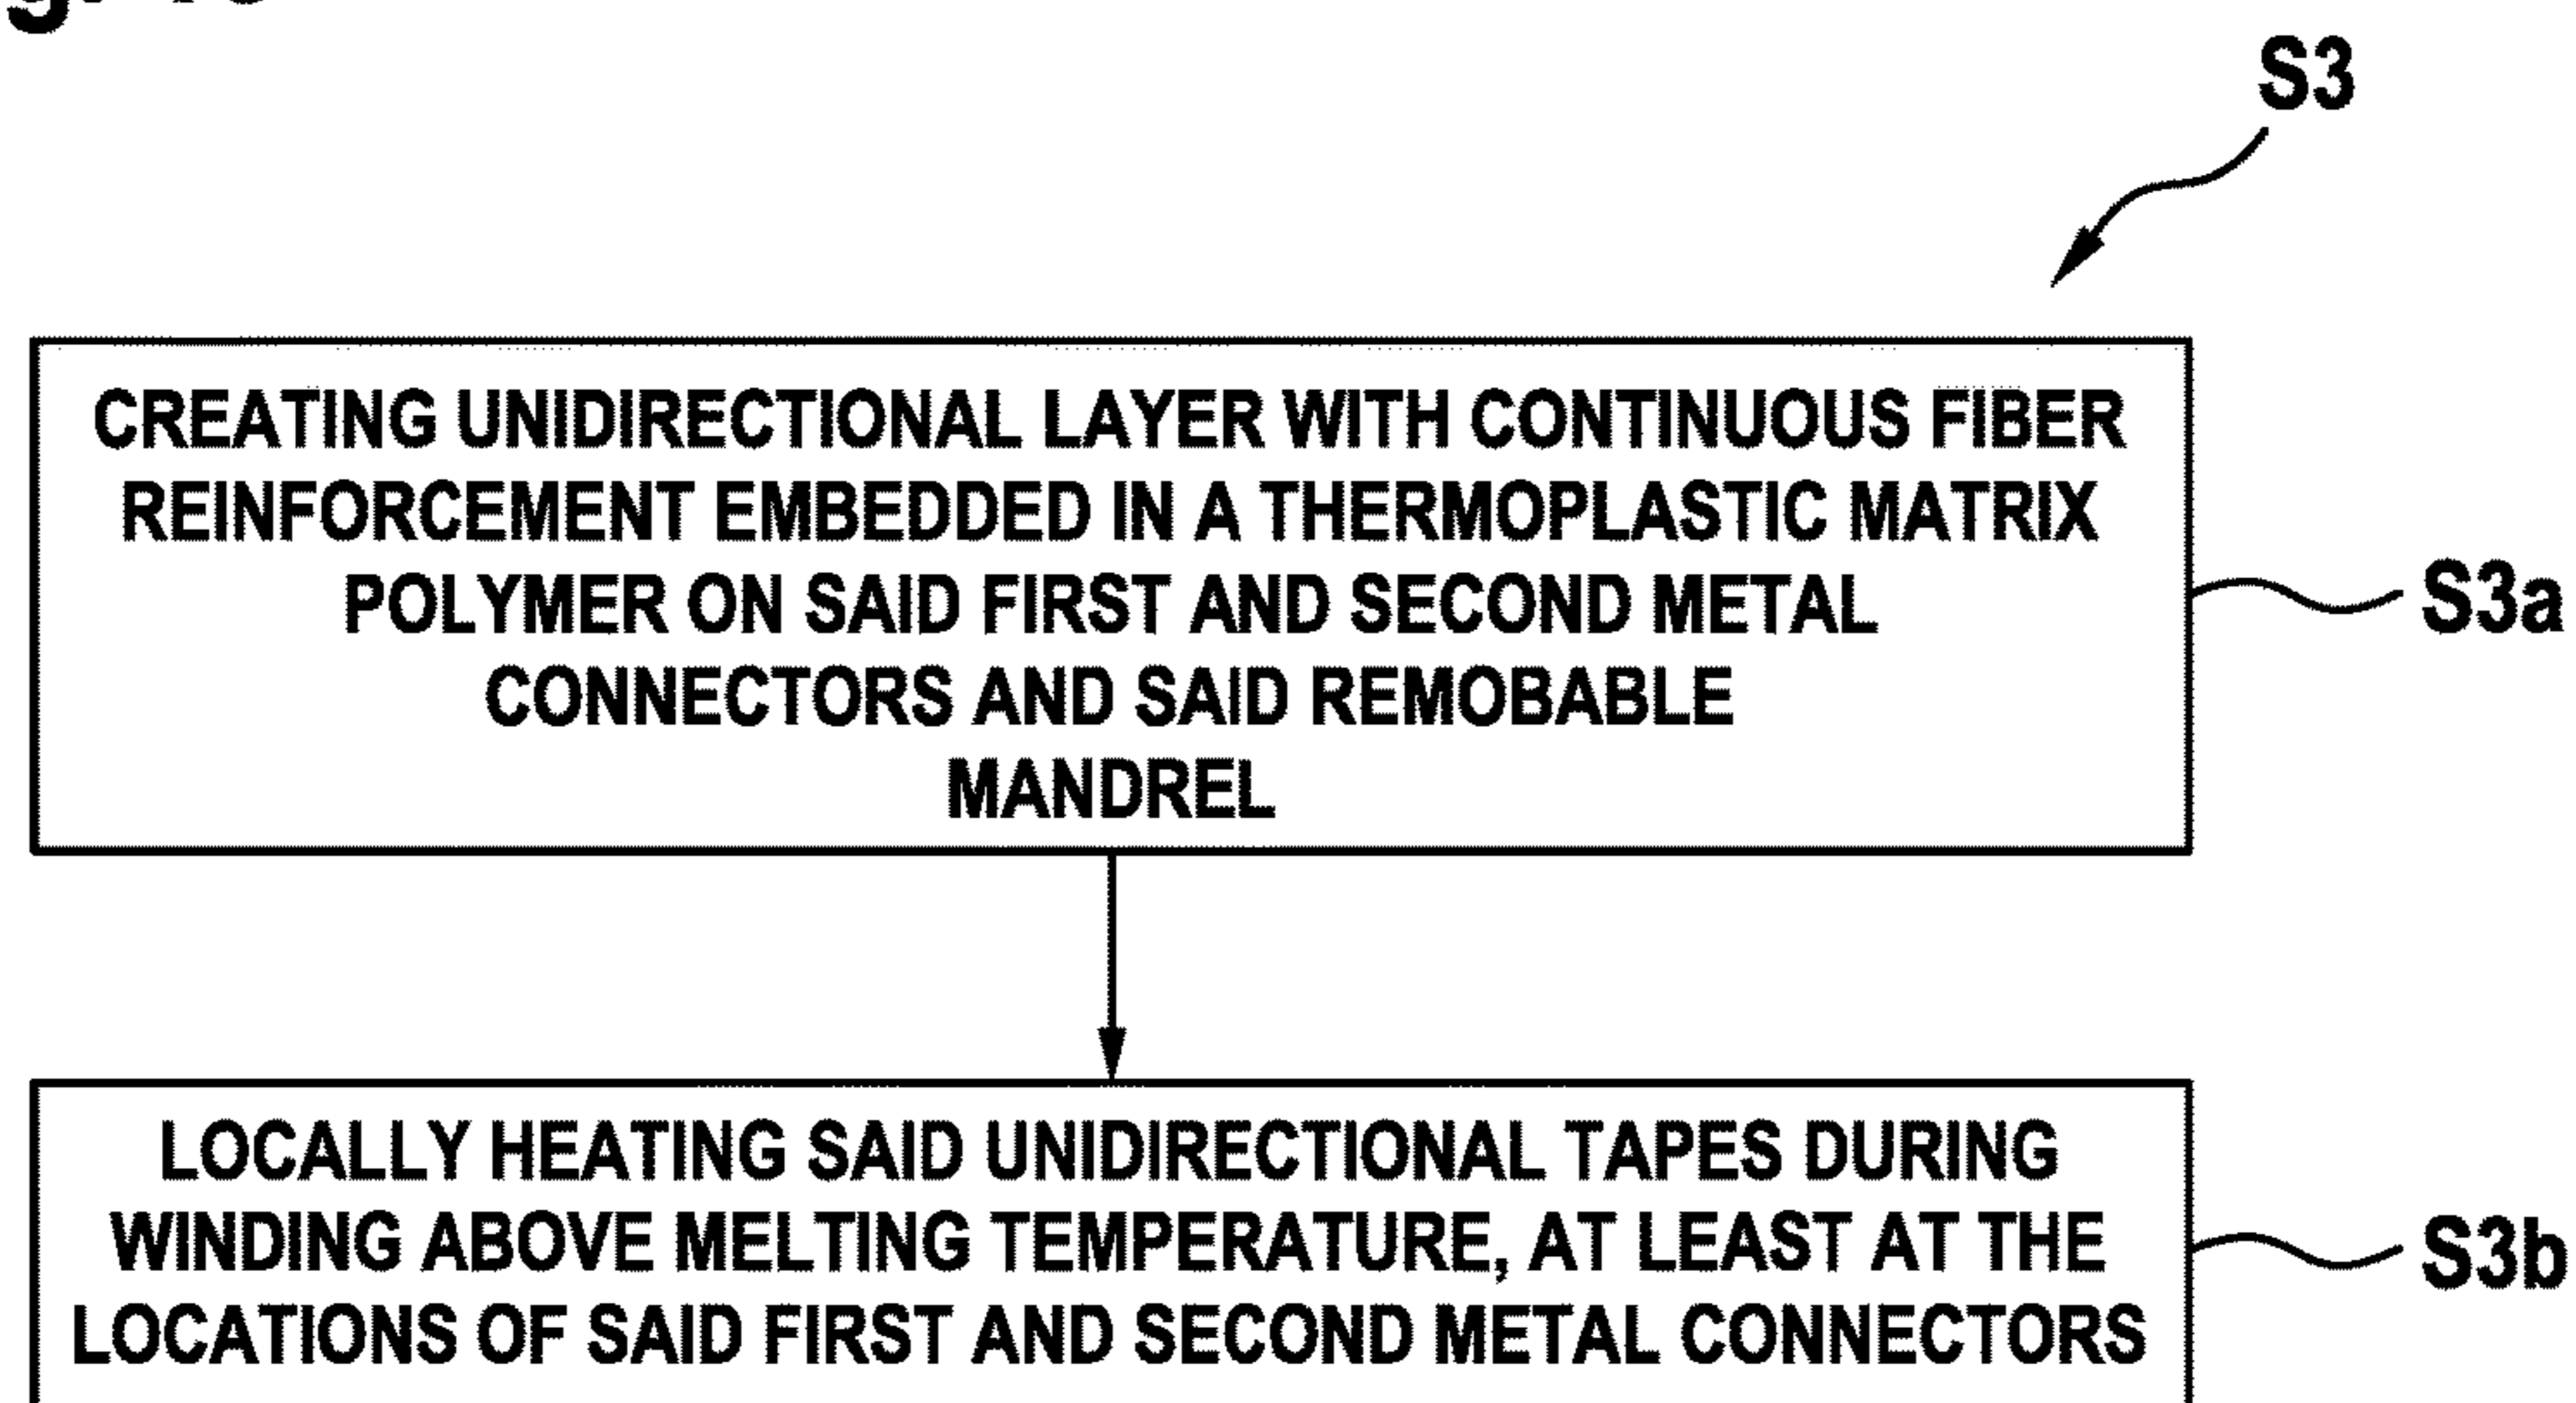 S3
CREATING UNIDIRECTIONAL LAYER WITH CONTINUOUS FIBER
REINFORCEMENT EMBEDDED IN A THERMOPLASTIC MATRIX
POLYMER ON SAID FIRST AND SECOND METAL
CONNECTORS AND SAID REMOBABLE
MANDREL
S3a
LOCALLY HEATING SAID UNIDIRECTIONAL TAPES DURING
WINDING ABOVE MELTING TEMPERATURE, AT LEAST AT THE
LOCATIONS OF SAID FIRST AND SECOND METAL CONNECTORS
S3b